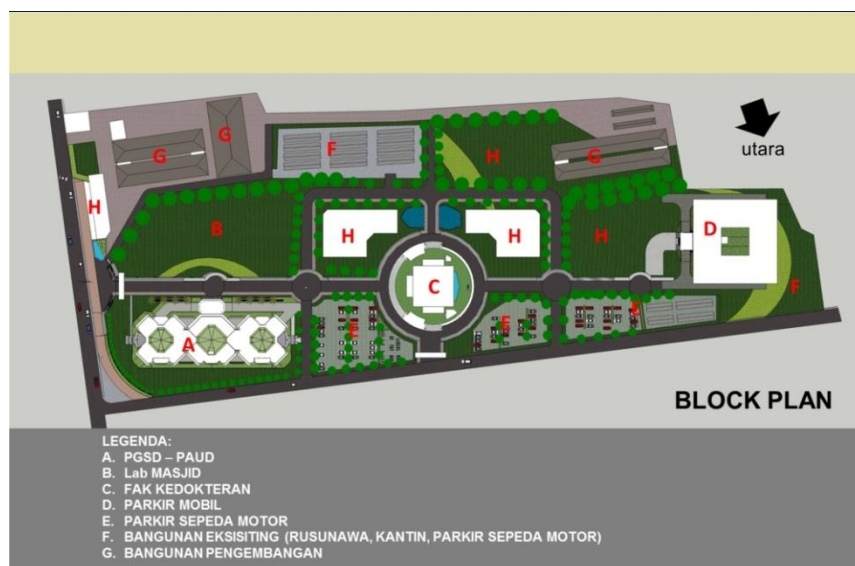 G
G
F
H
G
utara
H
B
H
H
H
D
C
F
E
E
E
A
BLOCK PLAN
LEGENDA:
A. PGSD – PAUD
B. Lab MASJID
C. FAK KEDOKTERAN
D. PARKIR MOBIL
E. PARKIR SEPEDA MOTOR
F. BANGUNAN EKSISITING (RUSUNAWA, KANTIN, PARKIR SEPEDA MOTOR)
G. BANGUNAN PENGEMBANGAN